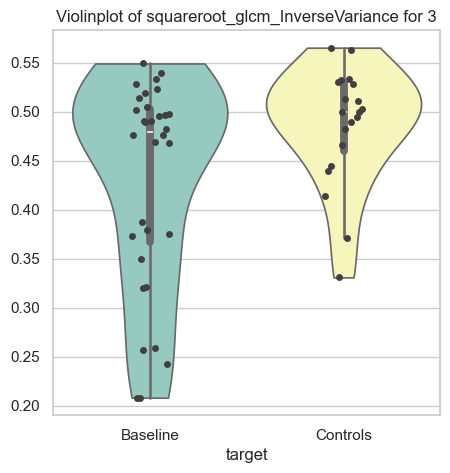 Violinplot of squareroot_glcm_InverseVariance for 3
0.55
0.50
0.45
0.40
0.35
0.30
0.25
0.20
Baseline
Controls
target